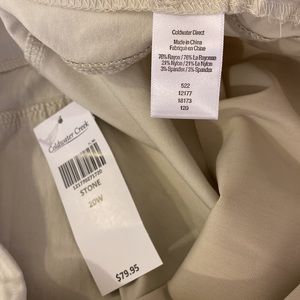 Coldwater Direct
Made in China
Fabriqué en Chine
76% Rayon / 76% La Rayonne
21% Nylon / 21% Le Nylon
3% Spandex / 3% Spandex
522
12177
18173
120
Coldwater Creek
STONE
20W
$79.95